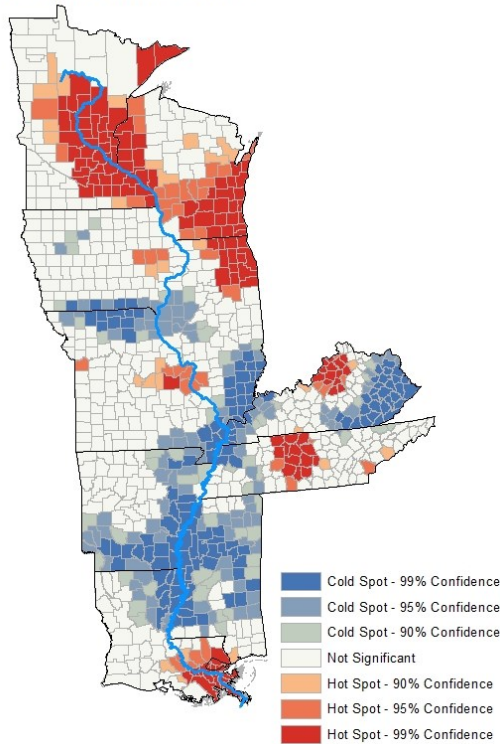 Cold Spot - 99% Confidence
Cold Spot - 95% Confidence
Cold Spot - 90% Confidence
Not Significant
Hot Spot - 90% Confidence
Hot Spot - 95% Confidence
Hot Spot - 99% Confidence